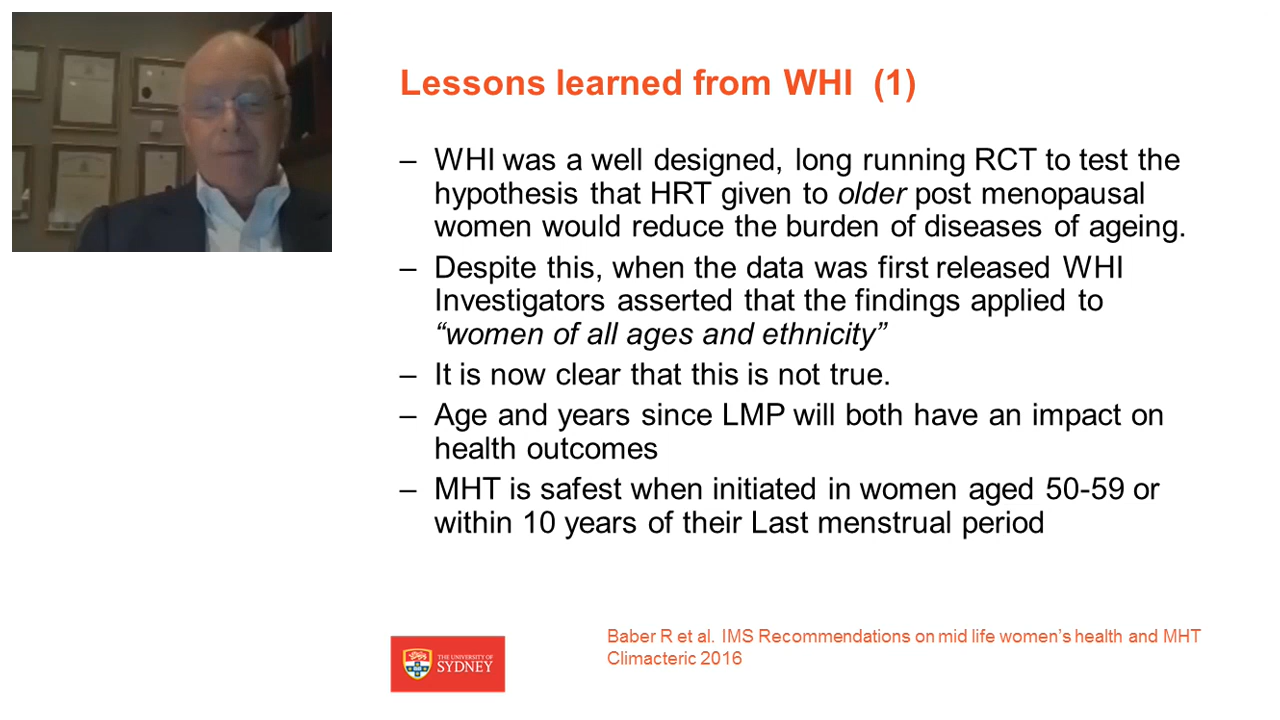 Lessons learned from WHI (1)
– WHI was a well designed, long running RCT to test the
hypothesis that HRT given to older post menopausal
women would reduce the burden of diseases of ageing.
– Despite this, when the data was first released WHI
Investigators asserted that the findings applied to
“women of all ages and ethnicity”
– It is now clear that this is not true.
– Age and years since LMP will both have an impact on
health outcomes
– MHT is safest when initiated in women aged 50-59 or
within 10 years of their Last menstrual period
Baber R et al. IMS Recommendations on mid life women’s health and MHT
Climacteric 2016
THE UNIVERSITY OF
SYDNEY